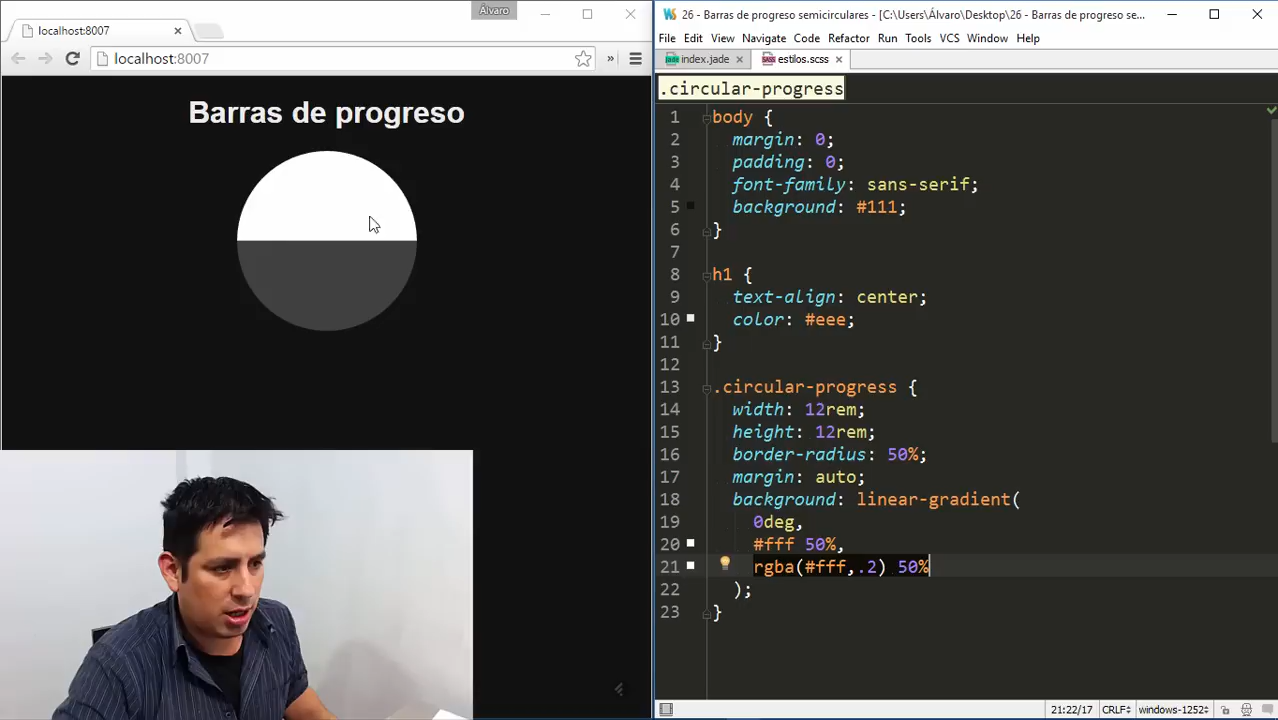 Álvaro
localhost:8007
localhost:8007
»
Barras de progreso
26 - Barras de progreso semicirculares - [C:\Users\Álvaro\Desktop\26 - Barras de progreso se...
File Edit View Navigate Code Refactor Run Tools VCS Window Help
index.jade
estilos.scss
.circular-progress
1 body {
2 margin: 0;
3 padding: 0;
4 font-family: sans-serif;
5 background: #111;
6 }
7
8 h1 {
9 text-align: center;
10 color: #eee;
11 }
12
13 .circular-progress {
14 width: 12rem;
15 height: 12rem;
16 border-radius: 50%;
17 margin: auto;
18 background: linear-gradient(
19 0deg,
20 #fff 50%,
21 rgba(#fff,.2) 50%
22 );
23 }
21:22/17 CRLF÷ windows-1252÷